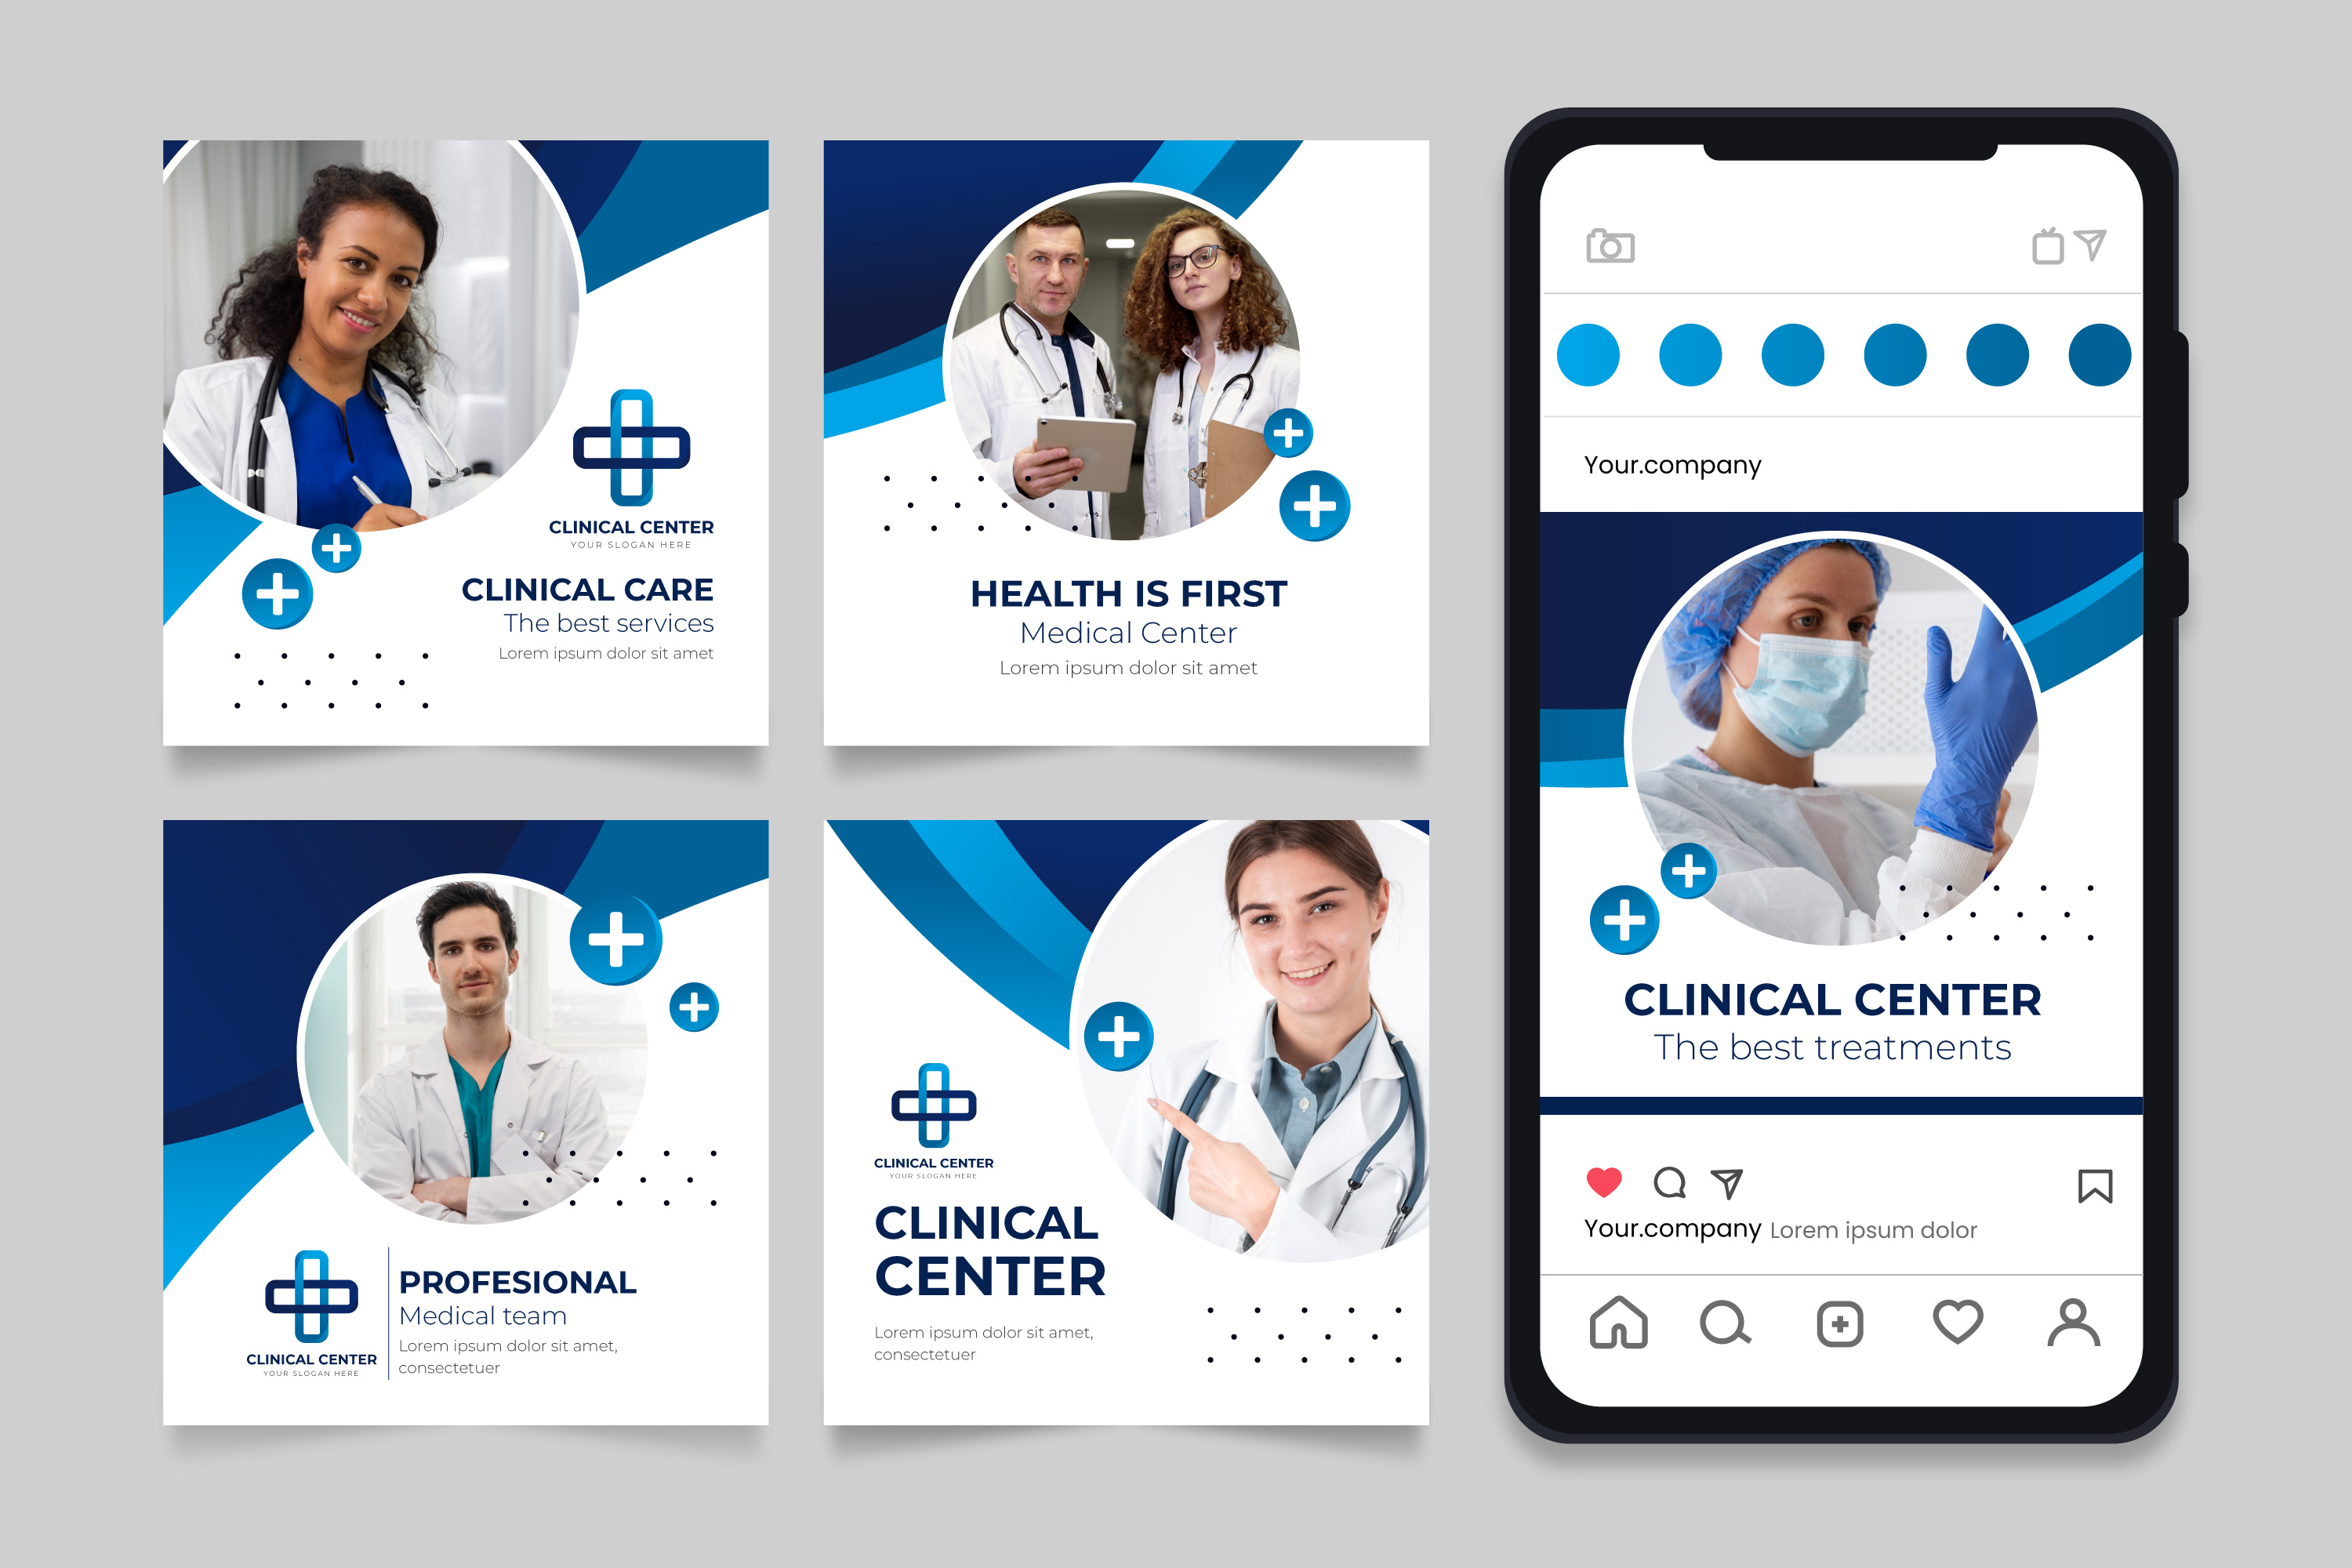 CLINICAL CENTER
YOUR SLOGAN HERE
CLINICAL CARE
The best services
Lorem ipsum dolor sit amet
HEALTH IS FIRST
Medical Center
Lorem ipsum dolor sit amet
CLINICAL CENTER
YOUR SLOGAN HERE
PROFESIONAL
Medical team
Lorem ipsum dolor sit amet,
consectetuer
CLINICAL CENTER
YOUR SLOGAN HERE
CLINICAL
CENTER
Lorem ipsum dolor sit amet,
consectetuer
Your.company
CLINICAL CENTER
The best treatments
Your.company Lorem ipsum dolor